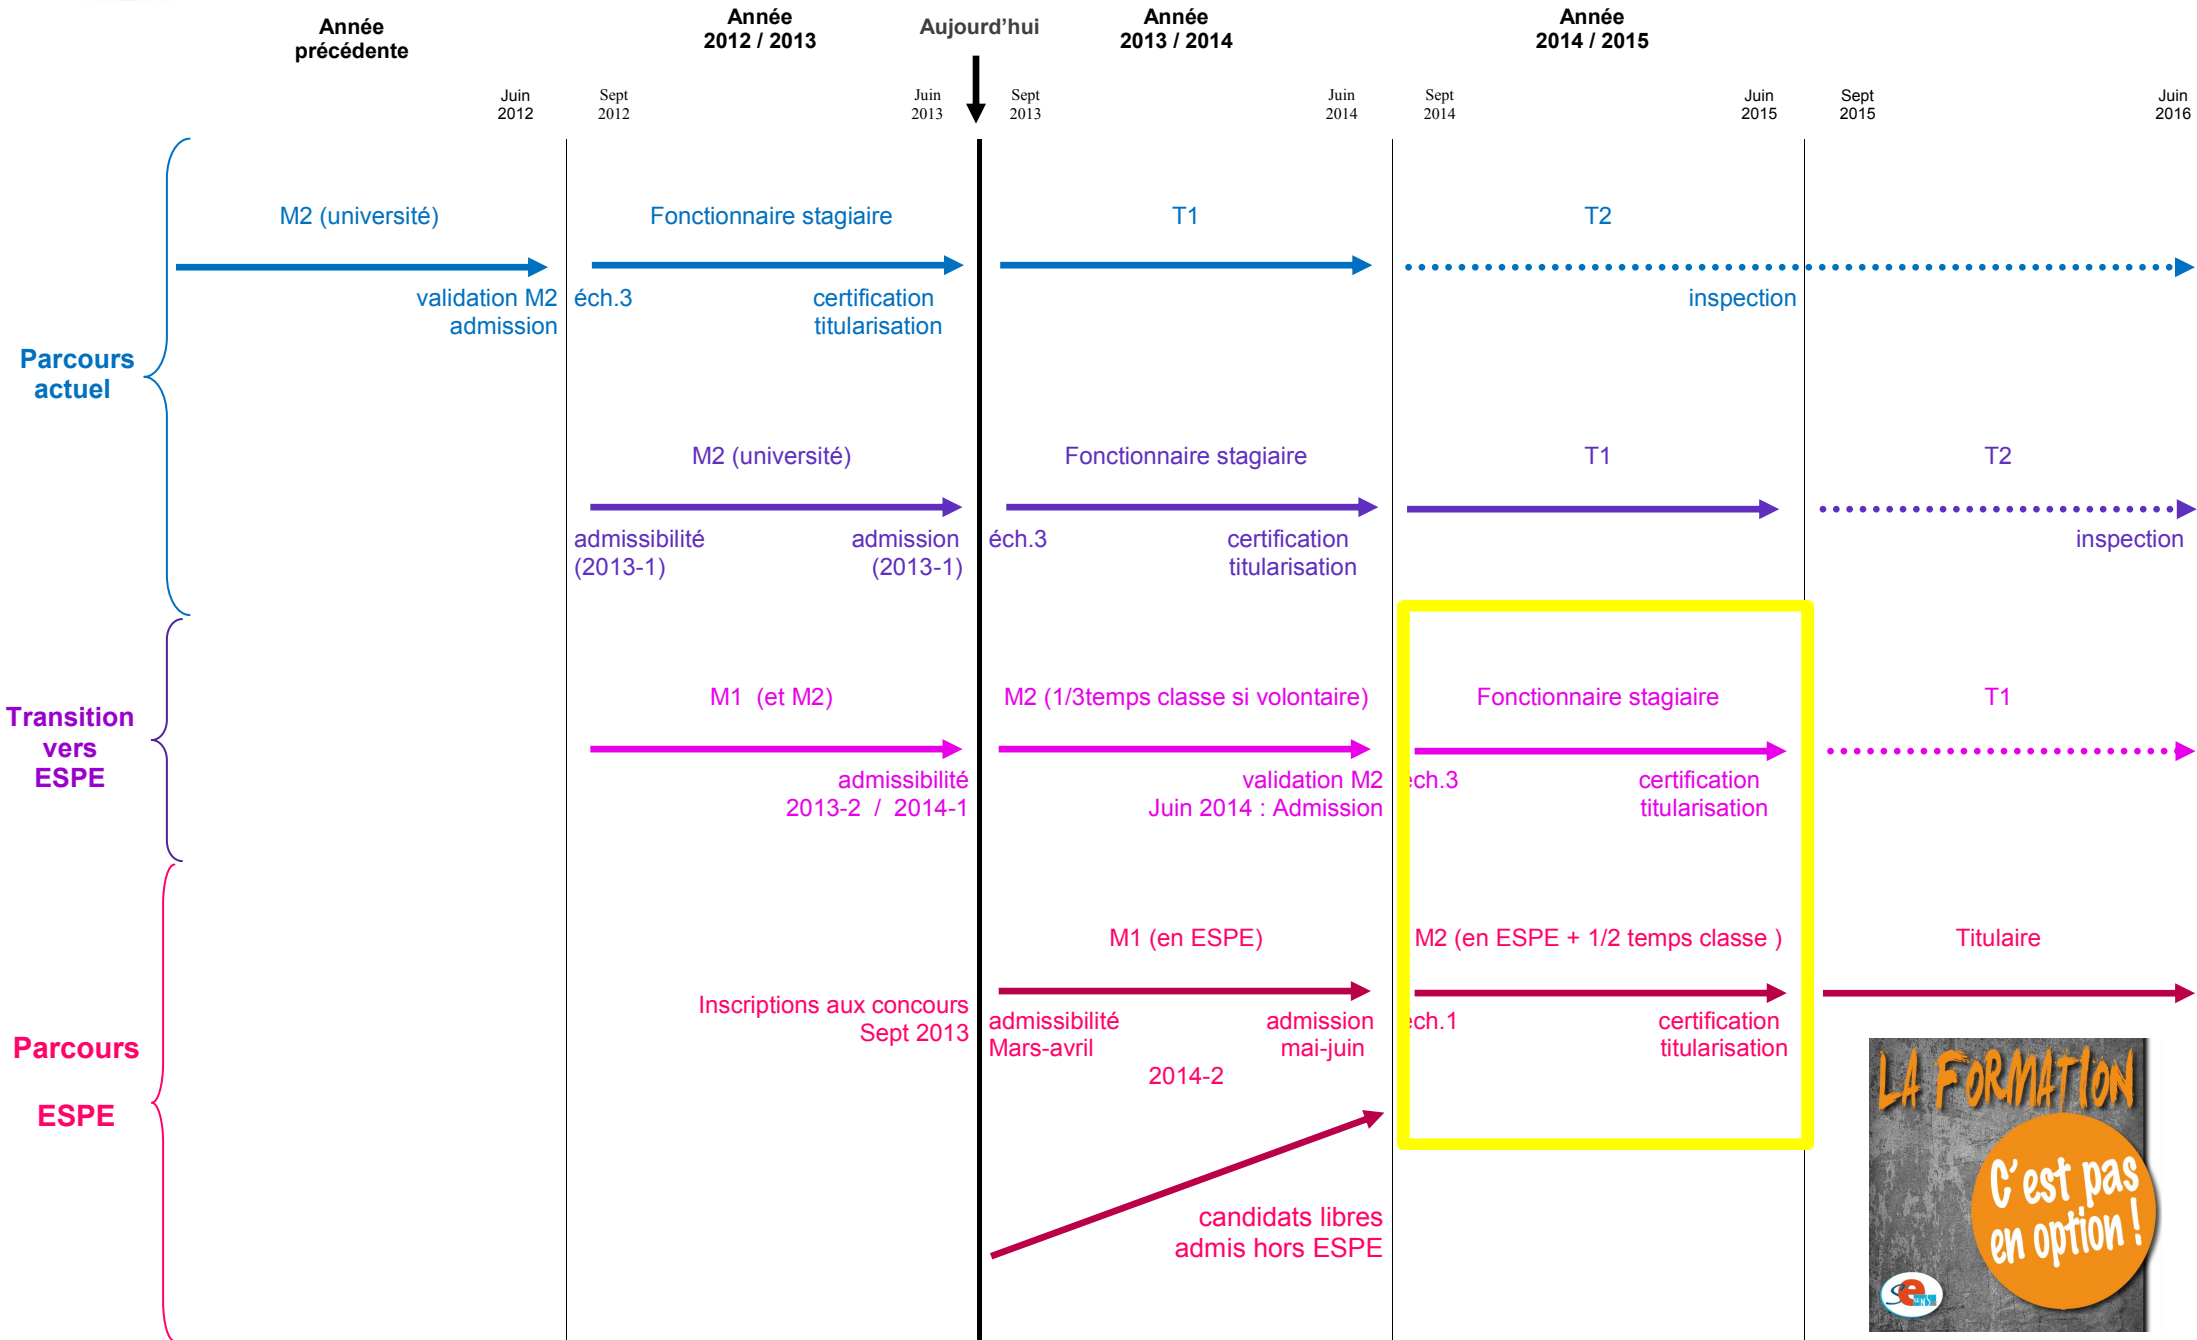 Année
précédente
Année
2012 / 2013
Aujourd'hui
Année
2013 / 2014
Année
2014 / 2015
Juin
2012
Sept
2012
Juin
2013
Sept
2013
Juin
2014
Sept
2014
Juin
2015
Sept
2015
Juin
2016
Parcours
actuel
M2 (université)
Fonctionnaire stagiaire
T1
T2
validation M2
admission
éch.3
certification
titularisation
inspection
M2 (université)
Fonctionnaire stagiaire
T1
T2
admissibilité
(2013-1)
admission
(2013-1)
éch.3
certification
titularisation
inspection
Transition
vers
ESPE
M1 (et M2)
M2 (1/3temps classe si volontaire)
Fonctionnaire stagiaire
T1
admissibilité
2013-2 / 2014-1
validation M2
Juin 2014 : Admission
éch.3
certification
titularisation
Parcours
ESPE
M1 (en ESPE)
M2 (en ESPE + 1/2 temps classe )
Titulaire
Inscriptions aux concours
Sept 2013
admissibilité
Mars-avril
admission
mai-juin
2014-2
éch.1
certification
titularisation
candidats libres
admis hors ESPE
LA FORMATION
C'est pas
en option !